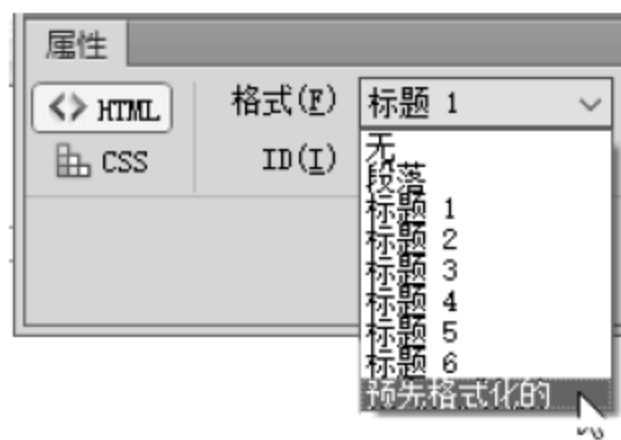 属性
<> HTML 格式(F) 标题 1
CSS ID(I)
无
段落
标题 1
标题 2
标题 3
标题 4
标题 5
标题 6
预先格式化的